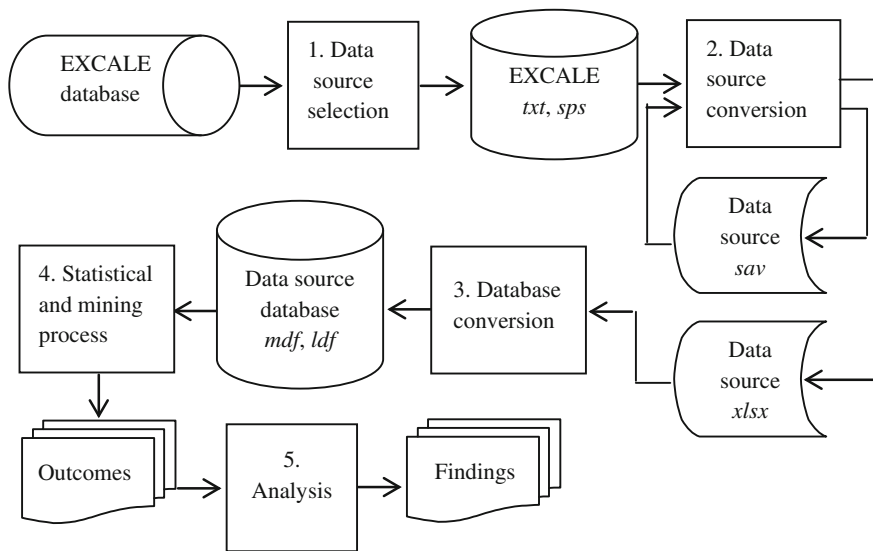 EXCALE
database
1. Data
source
selection
EXCALE
txt, sps
2. Data
source
conversion
Data
source
sav
4. Statistical
and mining
process
Data source
database
mdf, ldf
3. Database
conversion
Data
source
xlsx
Outcomes
5.
Analysis
Findings